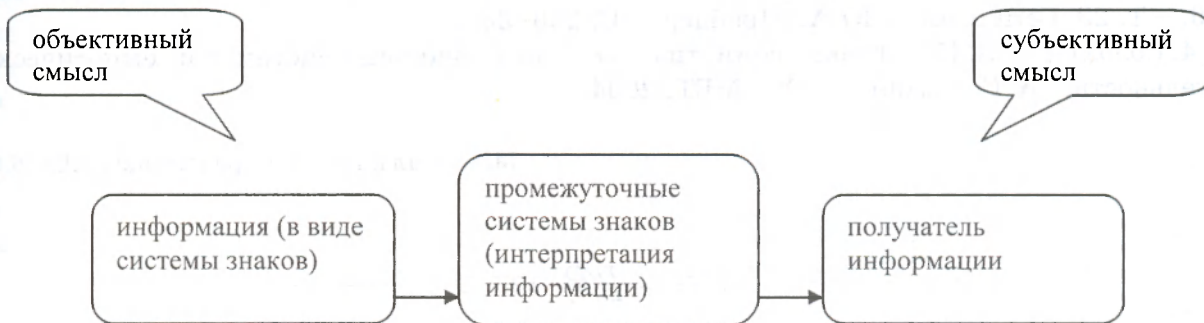 объективный
смысл
субъективный
смысл
информация (в виде
системы знаков)
промежуточные
системы знаков
(интерпретация
информации)
получатель
информации